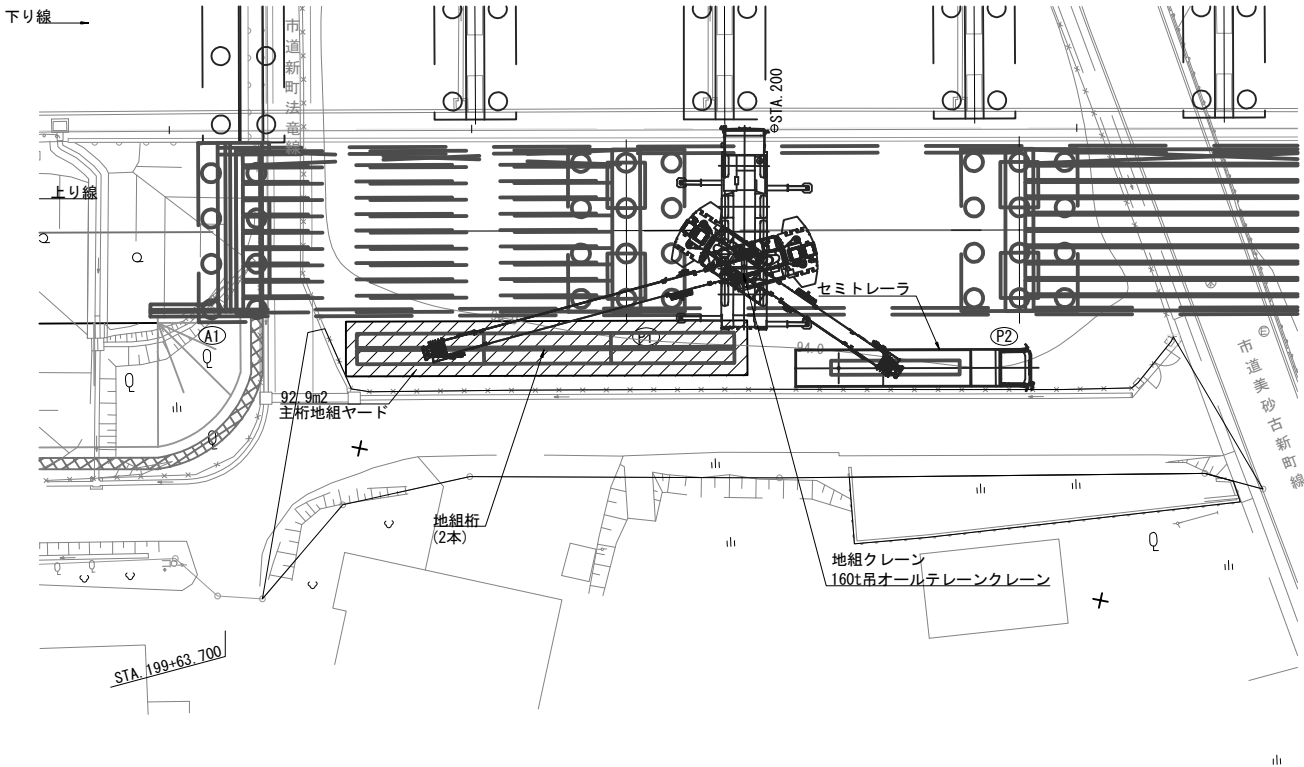 下り線
市道新町法竜線
STA.200
上り線
セミトレーラ
A1
P1
P2
94.0
92.9m2
主桁地組ヤード
市道美砂古新町線
地組桁
(2本)
地組クレーン
160t吊オールテレーンクレーン
STA.199+63.700